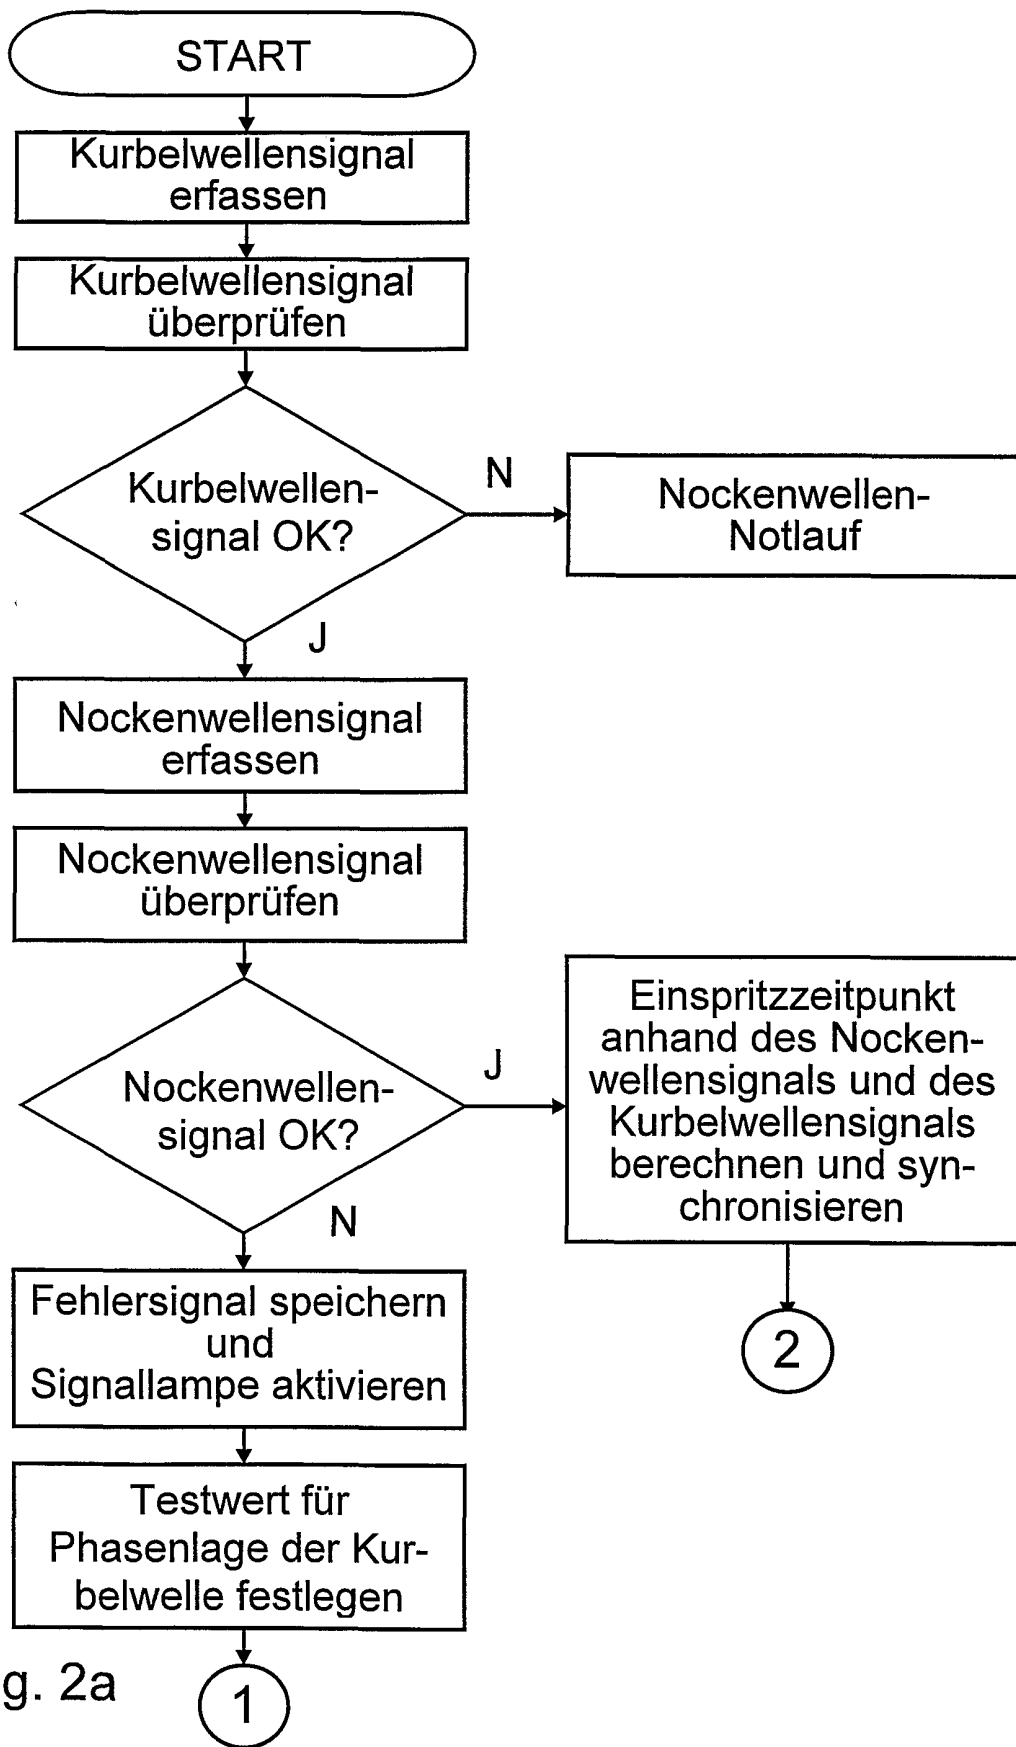 START
Kurbelwellensignal
erfassen
Kurbelwellensignal
überprüfen
Kurbelwellen-
signal OK?
N
Nockenwellen-
Notlauf
J
Nockenwellensignal
erfassen
Nockenwellensignal
überprüfen
Nockenwellen-
signal OK?
J
Einspritzzeitpunkt
anhand des Nocken-
wellensignals und des
Kurbelwellensignals
berechnen und syn-
chronisieren
N
2
Fehlersignal speichern
und
Signallampe aktivieren
Testwert für
Phasenlage der Kur-
belwelle festlegen
g. 2a
1